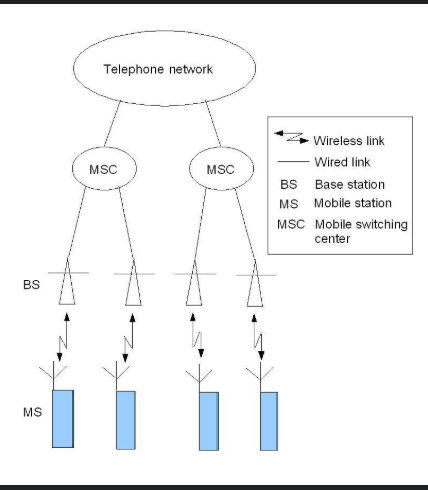 Telephone network
MSC MSC
Wireless link
Wired link
BS Base station
MS Mobile station
MSC Mobile switching
center
BS
MS